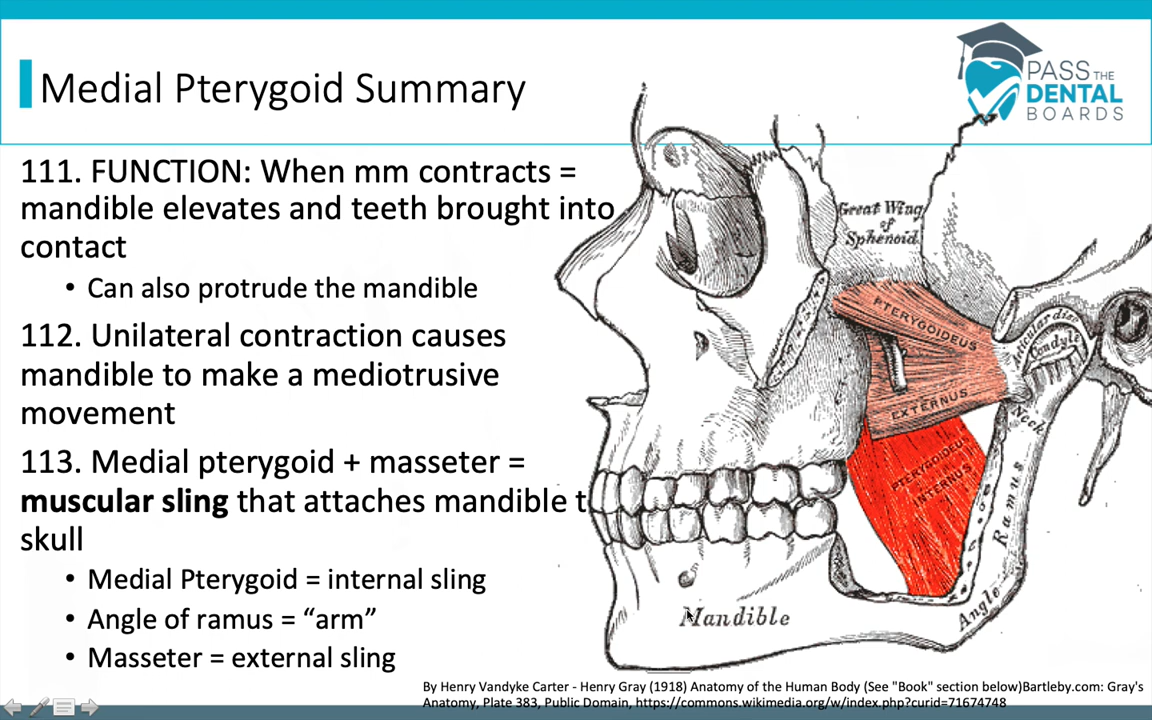 Medial Pterygoid Summary
PASS THE
DENTAL
BOARDS
111. FUNCTION: When mm contracts =
mandible elevates and teeth brought into
contact
• Can also protrude the mandible
112. Unilateral contraction causes
mandible to make a mediotrusive
movement
113. Medial pterygoid + masseter =
muscular sling that attaches mandible t
skull
• Medial Pterygoid = internal sling
• Angle of ramus = “arm”
• Masseter = external sling
Great Wing
of
Sphenoid
PTERYGOIDEUS
EXTERNUS
PTERYGOIDEUS
INTERNUS
Articular disc
Condyle
Neck
Ramus
Angle
Mandible
By Henry Vandyke Carter - Henry Gray (1918) Anatomy of the Human Body (See "Book" section below)Bartleby.com: Gray's
Anatomy, Plate 383, Public Domain, https://commons.wikimedia.org/w/index.php?curid=71674748